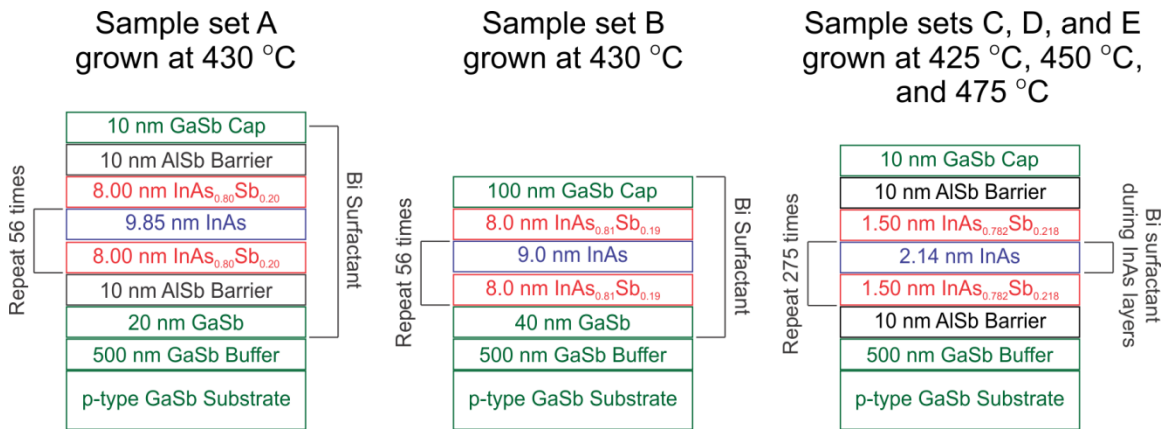 Sample set A
grown at 430 °C
10 nm GaSb Cap
10 nm AlSb Barrier
8.00 nm InAs0.80Sb0.20
9.85 nm InAs
8.00 nm InAs0.80Sb0.20
10 nm AlSb Barrier
20 nm GaSb
500 nm GaSb Buffer
p-type GaSb Substrate
Repeat 56 times
Bi Surfactant
Sample set B
grown at 430 °C
100 nm GaSb Cap
8.0 nm InAs0.81Sb0.19
9.0 nm InAs
8.0 nm InAs0.81Sb0.19
40 nm GaSb
500 nm GaSb Buffer
p-type GaSb Substrate
Repeat 56 times
Bi Surfactant
Sample sets C, D, and E
grown at 425 °C, 450 °C,
and 475 °C
10 nm GaSb Cap
10 nm AlSb Barrier
1.50 nm InAs0.782Sb0.218
2.14 nm InAs
1.50 nm InAs0.782Sb0.218
10 nm AlSb Barrier
500 nm GaSb Buffer
p-type GaSb Substrate
Repeat 275 times
Bi surfactant
during InAs layers